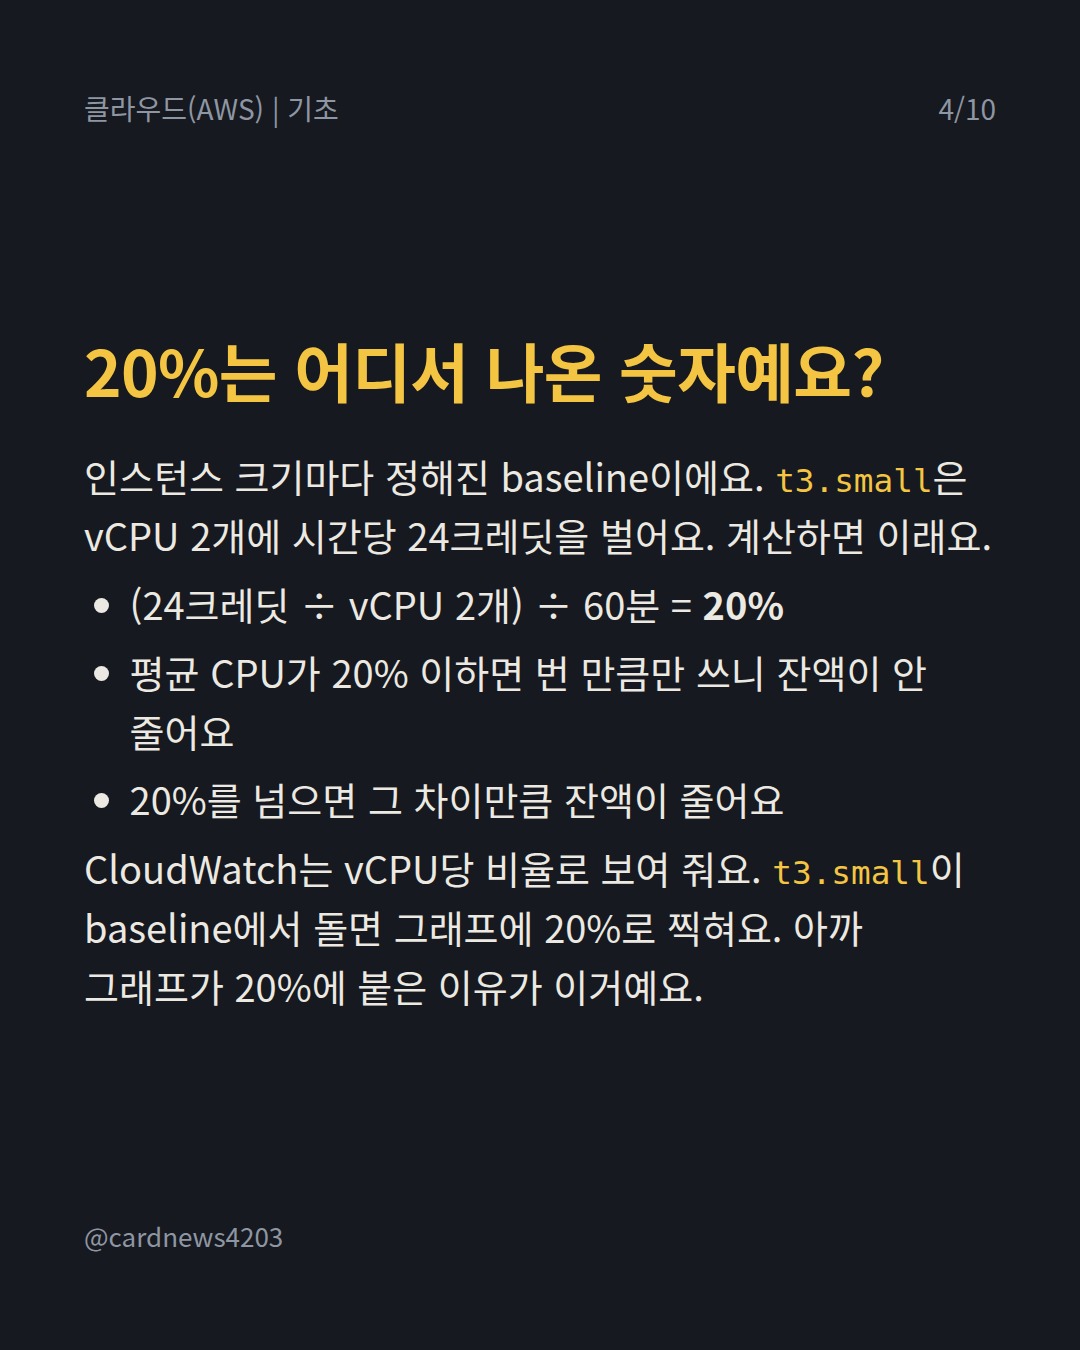 클라우드(AWS) | 기초
4/10
20%는 어디서 나온 숫자예요?
인스턴스 크기마다 정해진 baseline이에요. t3.small은
vCPU 2개에 시간당 24크레딧을 벌어요. 계산하면 이래요.
• (24크레딧 ÷ vCPU 2개) ÷ 60분 = 20%
• 평균 CPU가 20% 이하면 번 만큼만 쓰니 잔액이 안
줄어요
• 20%를 넘으면 그 차이만큼 잔액이 줄어요
CloudWatch는 vCPU당 비율로 보여 줘요. t3.small이
baseline에서 돌면 그래프에 20%로 찍혀요. 아까
그래프가 20%에 붙은 이유가 이거예요.
@cardnews4203